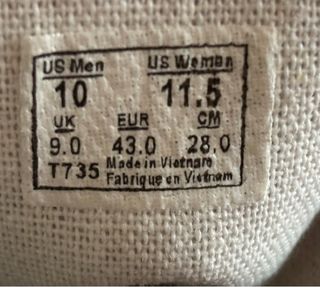 US Men US Woman
10 11.5
UK EUR CM
9.0 43.0 28.0
T735 Made in Vietnam
Fabrique en Vietnam